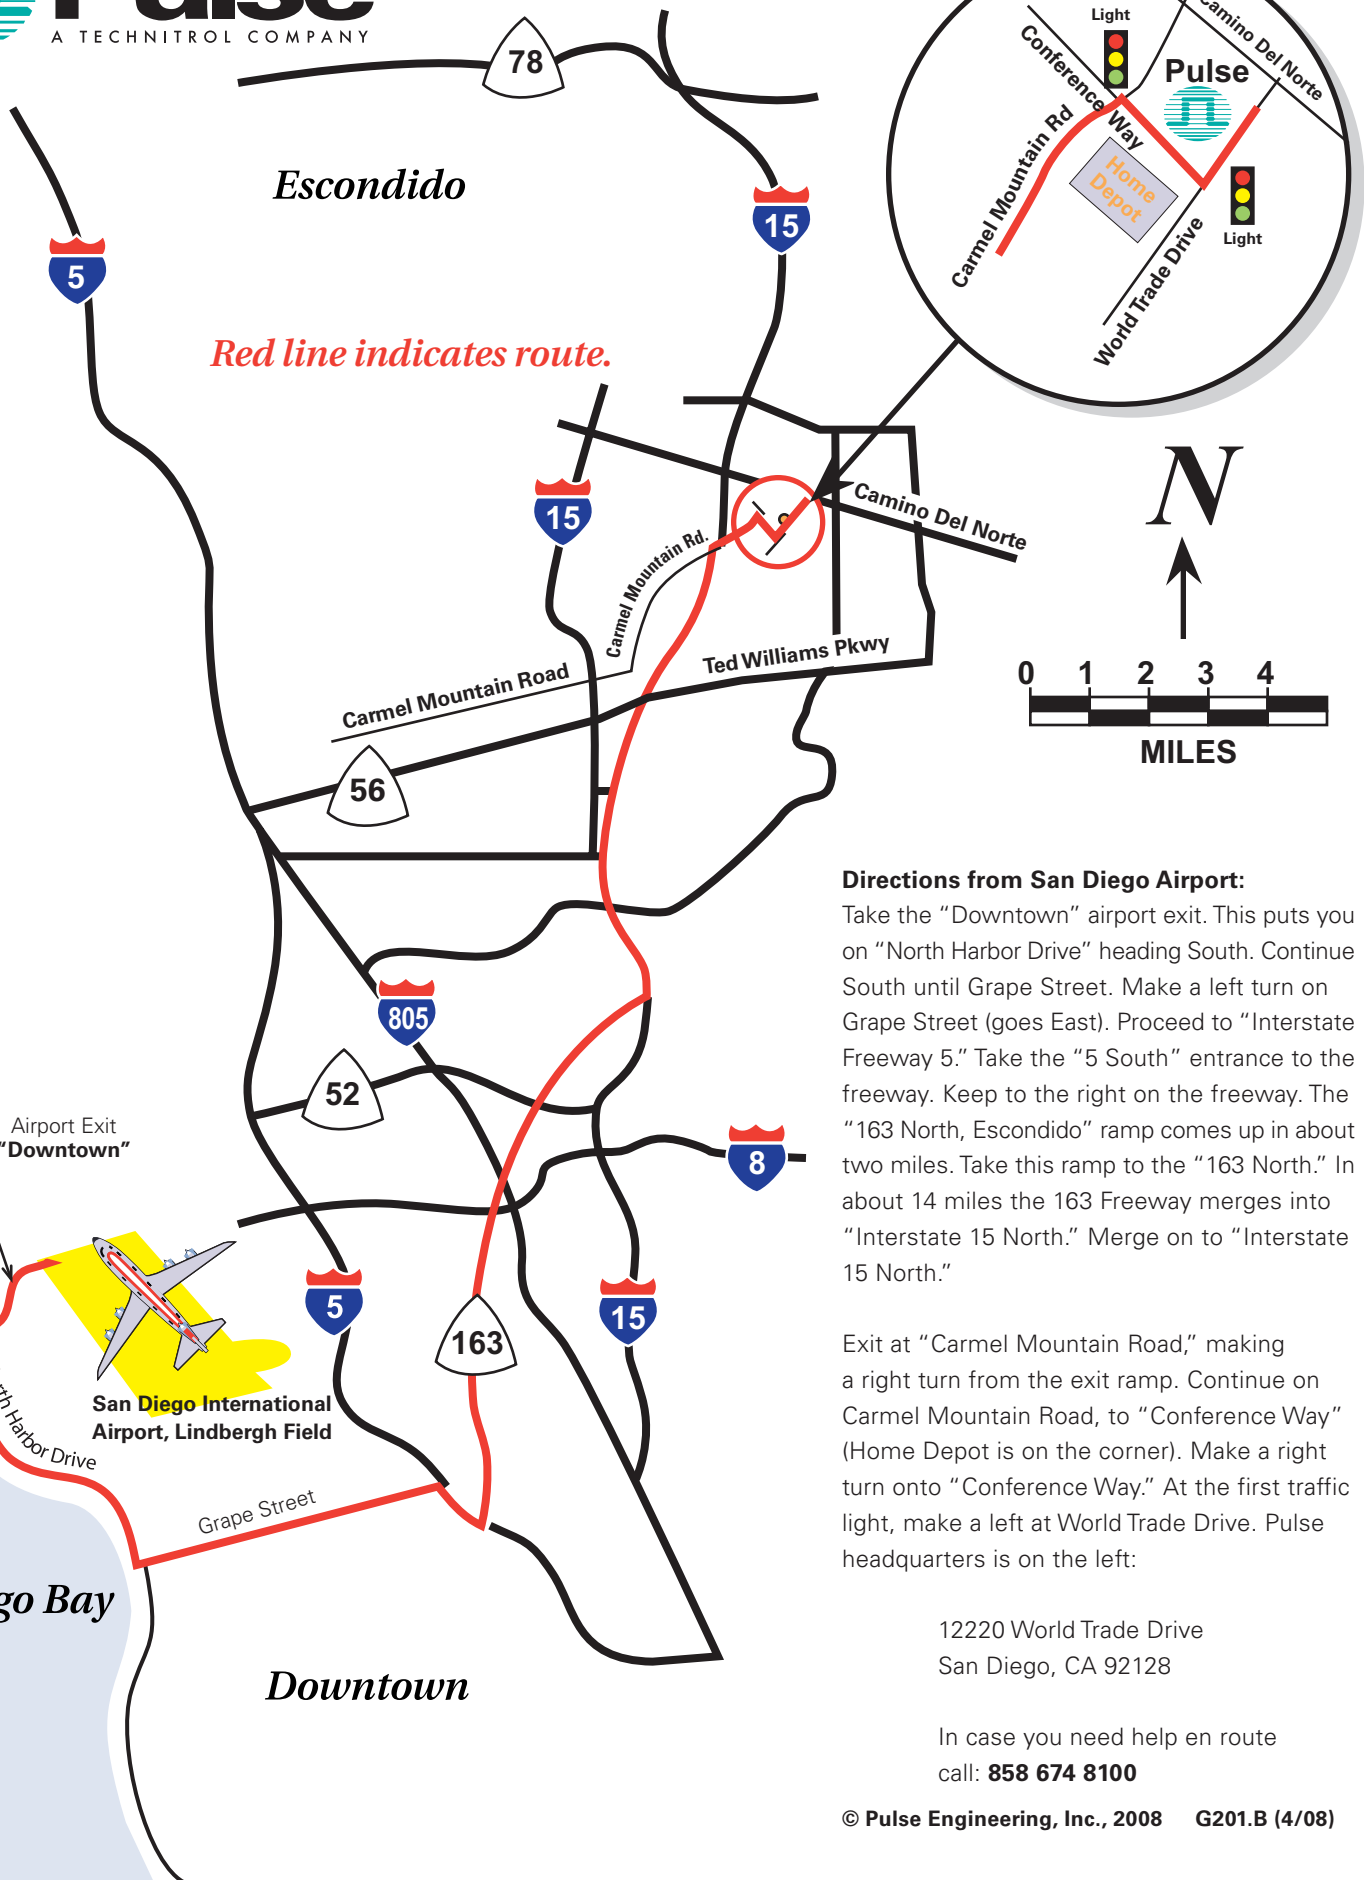 Pulse
A TECHNITROL COMPANY
78
Escondido
5
15
Red line indicates route.
Light
Camino Del Norte
Conference Way
Pulse
Carmel Mountain Rd
Home
Depot
Light
World Trade Drive
N
15
Camino Del Norte
Carmel Mountain Rd.
Ted Williams Pkwy
Carmel Mountain Road
0 1 2 3 4
MILES
56
805
52
Airport Exit
"Downtown"
8
5
15
163
San Diego International
Airport, Lindbergh Field
rth Harbor Drive
Grape Street
go Bay
Downtown
Directions from San Diego Airport:
Take the “Downtown” airport exit. This puts you
on “North Harbor Drive” heading South. Continue
South until Grape Street. Make a left turn on
Grape Street (goes East). Proceed to “Interstate
Freeway 5.” Take the “5 South” entrance to the
freeway. Keep to the right on the freeway. The
“163 North, Escondido” ramp comes up in about
two miles. Take this ramp to the “163 North.” In
about 14 miles the 163 Freeway merges into
“Interstate 15 North.” Merge on to “Interstate
15 North.”
Exit at “Carmel Mountain Road,” making
a right turn from the exit ramp. Continue on
Carmel Mountain Road, to “Conference Way”
(Home Depot is on the corner). Make a right
turn onto “Conference Way.” At the first traffic
light, make a left at World Trade Drive. Pulse
headquarters is on the left:
12220 World Trade Drive
San Diego, CA 92128
In case you need help en route
call: 858 674 8100
© Pulse Engineering, Inc., 2008 G201.B (4/08)